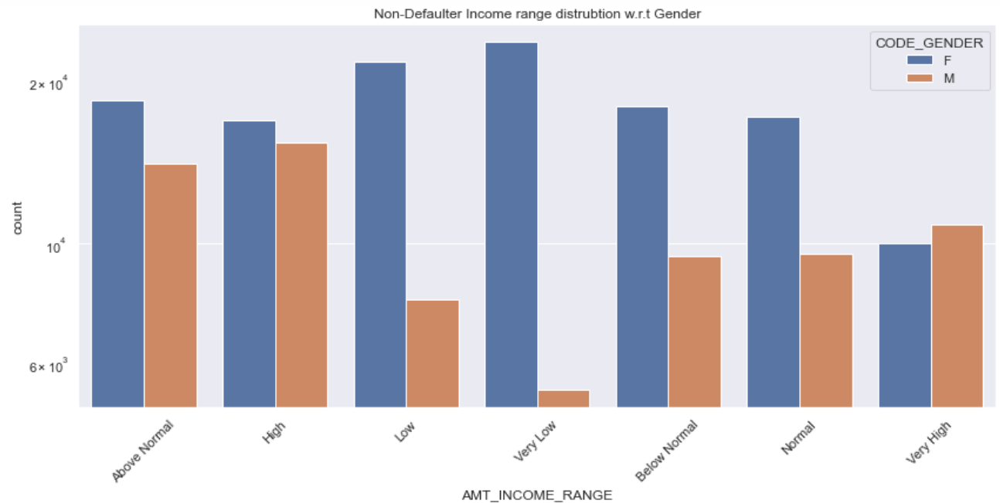 Non-Defaulter Income range distrubtion w.r.t Gender
CODE_GENDER
F
M
2 × 10⁴
10⁴
6 × 10³
count
Above Normal
High
Low
Very Low
Below Normal
Normal
Very High
AMT_INCOME_RANGE